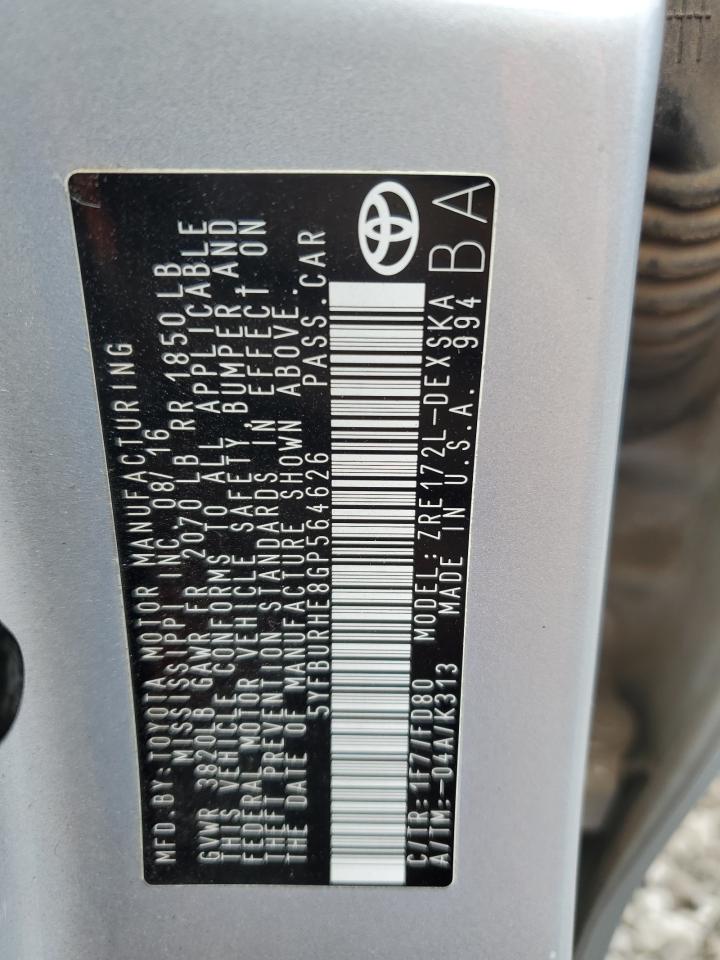 MFD.BY:TOYOTA MOTOR MANUFACTURING
MISSISSIPPI INC.08/16
GVWR 3820LB GAWR FR 2070 LB RR 1850LB
THIS VEHICLE CONFORMS TO ALL APPLICABLE
FEDERAL MOTOR VEHICLE SAFETY, BUMPER AND
THEFT PREVENTION STANDARDS IN EFFECT ON
THE DATE OF MANUFACTURE SHOWN ABOVE.
5YFBURHE8GP564626 PASS.CAR
C/TR:1F7/FD80 MODEL:ZRE172L-DEXSKA
A/TM:-04A/K313 MADE IN U.S.A. 994
BA